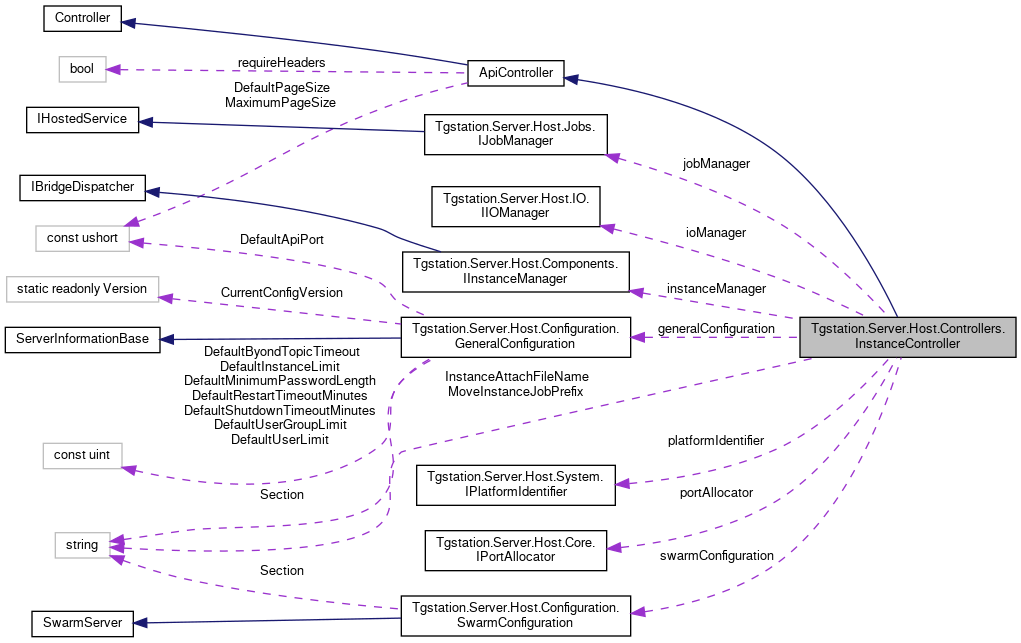 Controller
bool
requireHeaders
ApiController
DefaultPageSize
MaximumPageSize
IHostedService
Tgstation.Server.Host.Jobs.
IJobManager
jobManager
IBridgeDispatcher
Tgstation.Server.Host.IO.
IIOManager
ioManager
const ushort
DefaultApiPort
Tgstation.Server.Host.Components.
IInstanceManager
instanceManager
static readonly Version
CurrentConfigVersion
ServerInformationBase
Tgstation.Server.Host.Configuration.
GeneralConfiguration
generalConfiguration
Tgstation.Server.Host.Controllers.
InstanceController
DefaultByondTopicTimeout
DefaultInstanceLimit
DefaultMinimumPasswordLength
DefaultRestartTimeoutMinutes
DefaultShutdownTimeoutMinutes
DefaultUserGroupLimit
DefaultUserLimit
InstanceAttachFileName
MoveInstanceJobPrefix
const uint
platformIdentifier
Tgstation.Server.Host.System.
IPlatformIdentifier
Section
portAllocator
string
Tgstation.Server.Host.Core.
IPortAllocator
swarmConfiguration
Section
SwarmServer
Tgstation.Server.Host.Configuration.
SwarmConfiguration